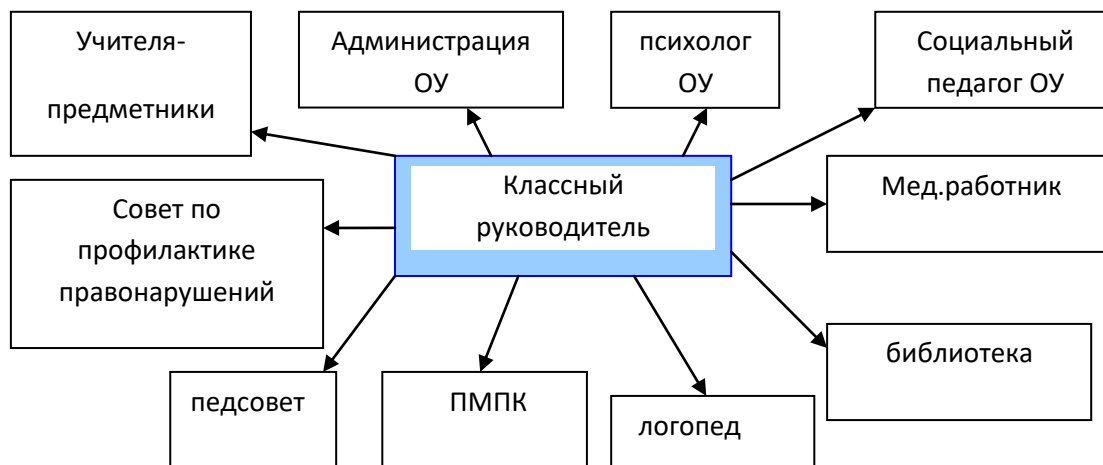 Учителя-
предметники
Администрация
ОУ
психолог
ОУ
Социальный
педагог ОУ
Классный
руководитель
Мед.работник
Совет по
профилактике
правонарушений
библиотека
педсовет
ПМПК
логопед